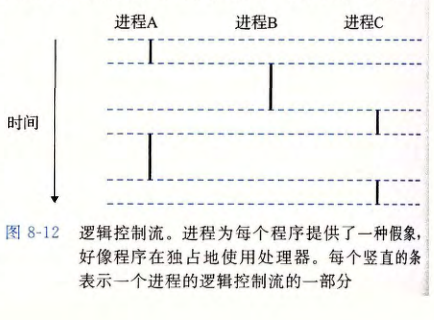 进程A 进程B 进程C
时间
图 8-12 逻辑控制流。进程为每个程序提供了一种假象，
好像程序在独占地使用处理器。每个竖直的条
表示一个进程的逻辑控制流的一部分